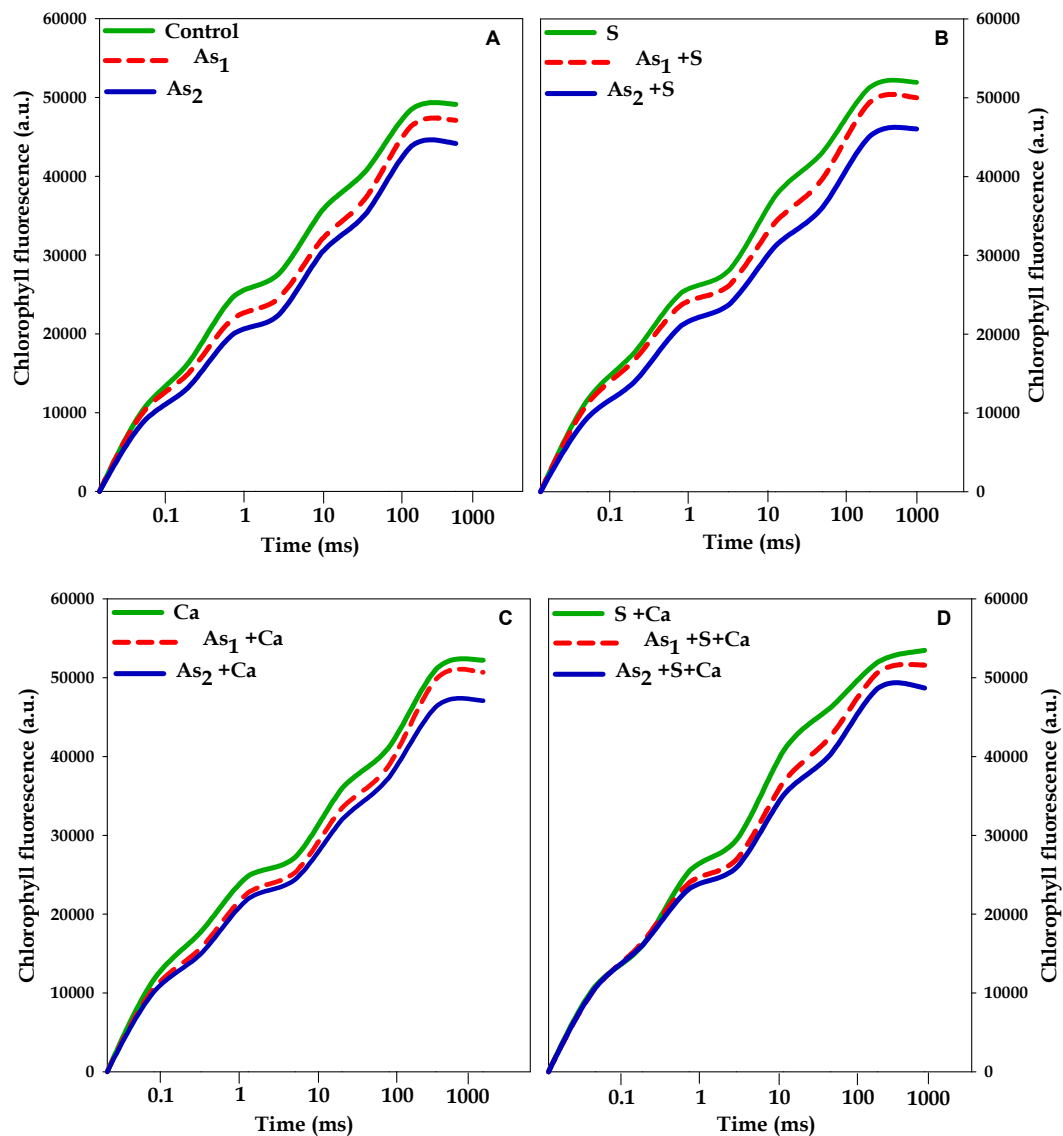 60000
50000
40000
30000
20000
10000
0
Chlorophyll fluorescence (a.u.)
Control
As1
As2
A
0.1 1 10 100 1000
Time (ms)
S
As1 +S
As2 +S
B
60000
50000
40000
30000
20000
10000
0
Chlorophyll fluorescence (a.u.)
0.1 1 10 100 1000
Time (ms)
60000
50000
40000
30000
20000
10000
0
Chlorophyll fluorescence (a.u.)
Ca
As1 +Ca
As2 +Ca
C
0.1 1 10 100 1000
Time (ms)
S +Ca
As1 +S+Ca
As2 +S+Ca
D
60000
50000
40000
30000
20000
10000
0
Chlorophyll fluorescence (a.u.)
0.1 1 10 100 1000
Time (ms)